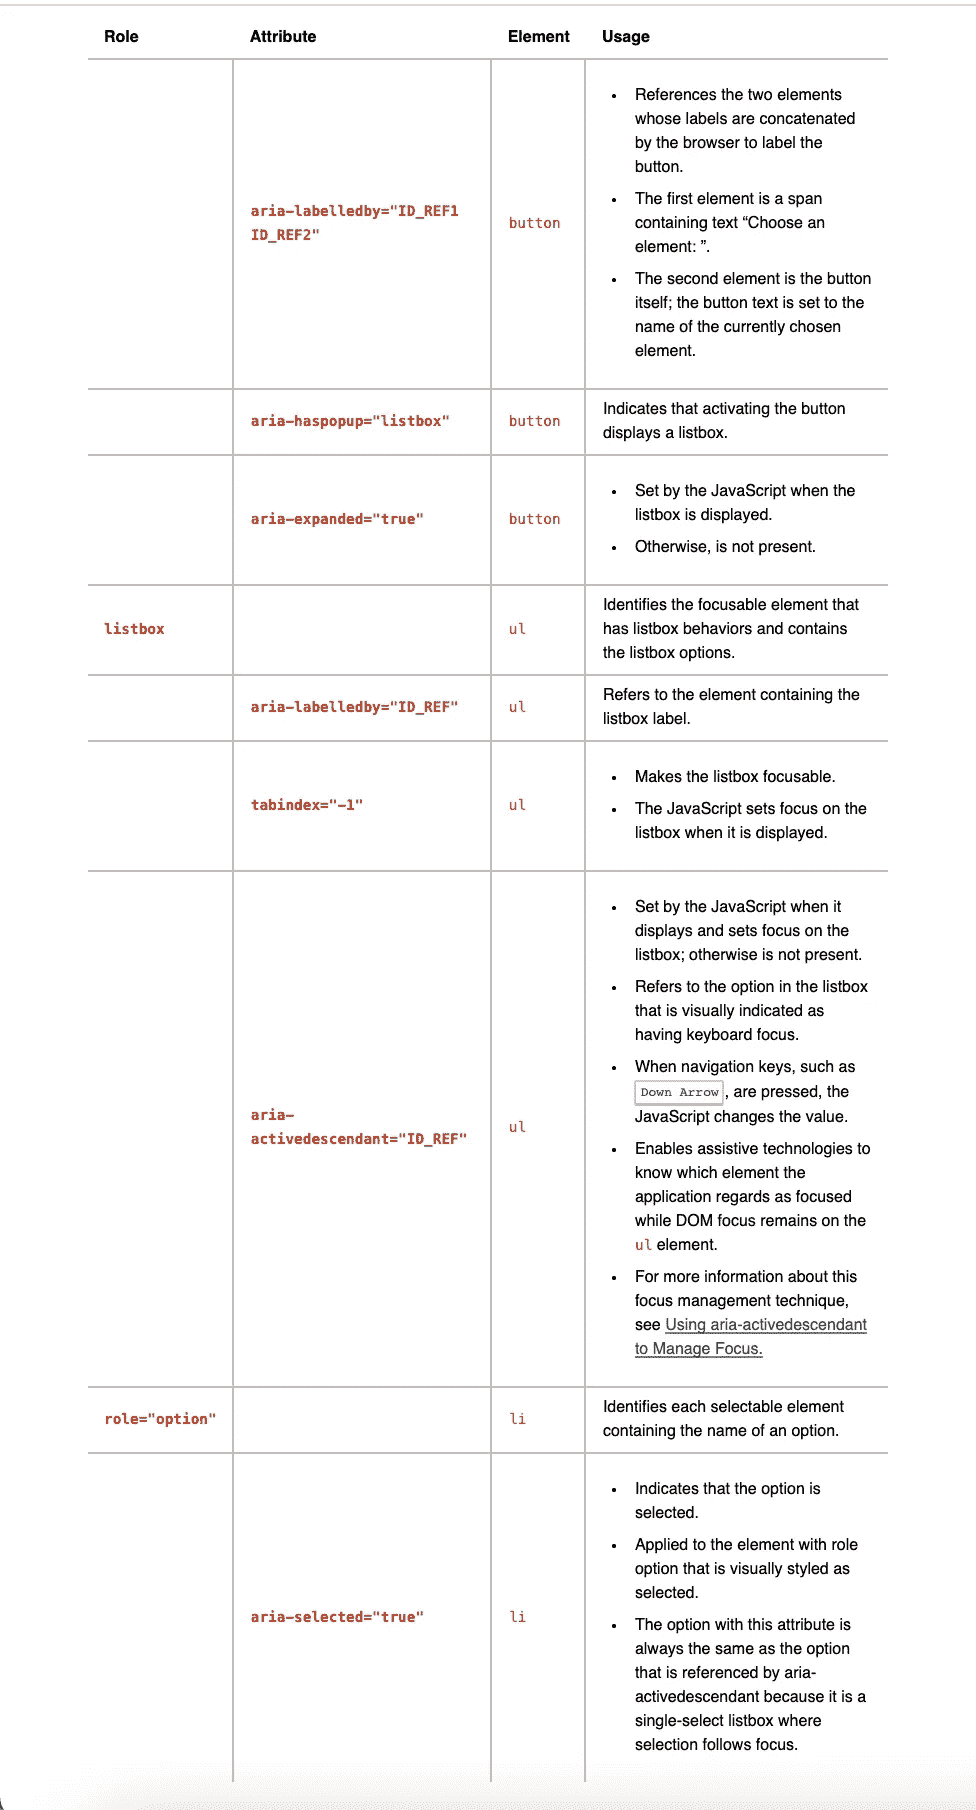 Role Attribute Element Usage
• References the two elements
whose labels are concatenated
by the browser to label the
button.
aria-labelledby="ID_REF1
ID_REF2"
button
• The first element is a span
containing text “Choose an
element: ”.
• The second element is the button
itself; the button text is set to the
name of the currently chosen
element.
aria-haspopup="listbox" button
Indicates that activating the button
displays a listbox.
aria-expanded="true" button
• Set by the JavaScript when the
listbox is displayed.
• Otherwise, is not present.
listbox ul
Identifies the focusable element that
has listbox behaviors and contains
the listbox options.
aria-labelledby="ID_REF" ul
Refers to the element containing the
listbox label.
tabindex="-1" ul
• Makes the listbox focusable.
• The JavaScript sets focus on the
listbox when it is displayed.
aria-
activedescendant="ID_REF"
ul
• Set by the JavaScript when it
displays and sets focus on the
listbox; otherwise is not present.
• Refers to the option in the listbox
that is visually indicated as
having keyboard focus.
• When navigation keys, such as
Down Arrow , are pressed, the
JavaScript changes the value.
• Enables assistive technologies to
know which element the
application regards as focused
while DOM focus remains on the
ul element.
• For more information about this
focus management technique,
see Using aria-activedescendant
to Manage Focus.
role="option" li
Identifies each selectable element
containing the name of an option.
aria-selected="true" li
• Indicates that the option is
selected.
• Applied to the element with role
option that is visually styled as
selected.
• The option with this attribute is
always the same as the option
that is referenced by aria-
activedescendant because it is a
single-select listbox where
selection follows focus.